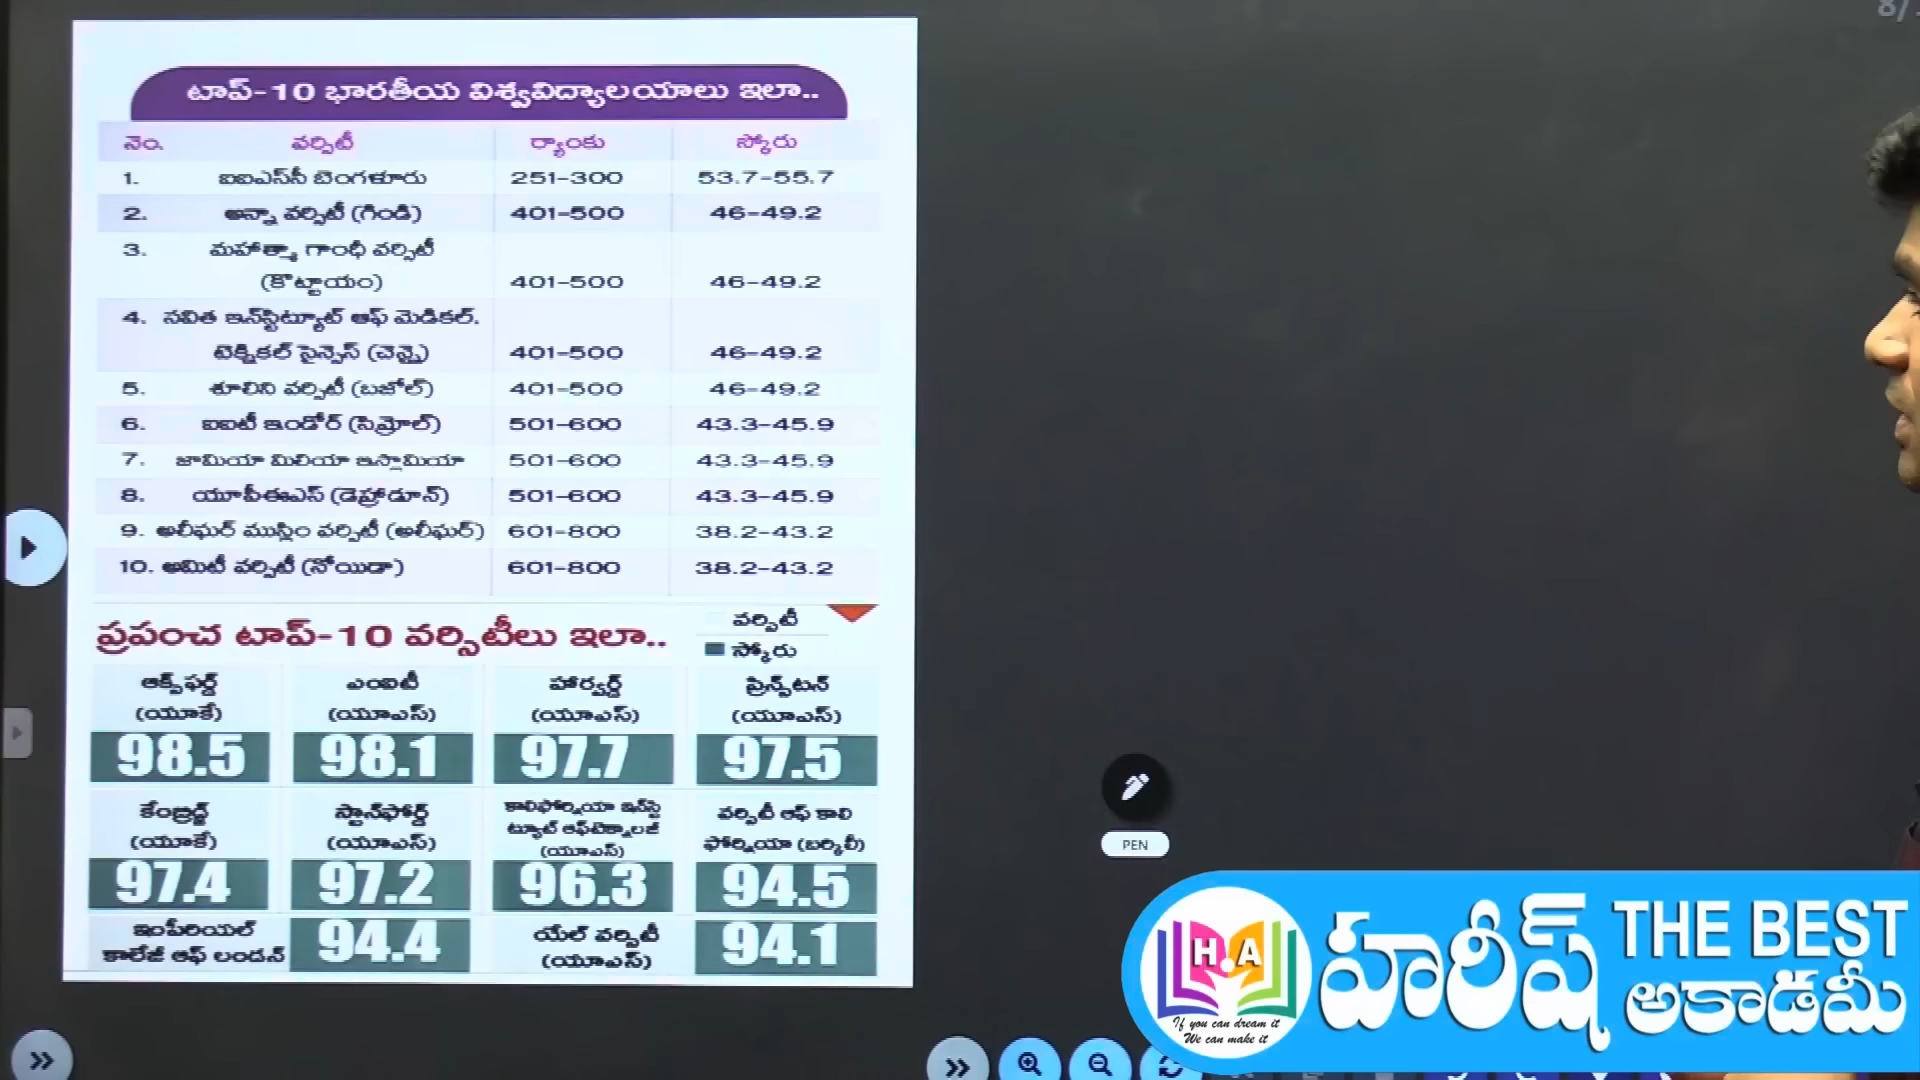 8/
టాప్-10 భారతీయ విశ్వవిద్యాలయాలు ఇలా..
నెం. వర్సిటీ ర్యాంకు స్కోరు
1. ఐఐఎస్‌సీ బెంగళూరు 251-300 53.7-55.7
2. అన్నా వర్సిటీ (గిండి) 401-500 46-49.2
3. మహాత్మా గాంధీ వర్సిటీ
(కొట్టాయం) 401-500 46-49.2
4. సవిత ఇన్‌స్టిట్యూట్ ఆఫ్ మెడికల్.
టెక్నికల్ సైన్సెస్ (చెన్నై) 401-500 46-49.2
5. శూలిని వర్సిటీ (బజోల్) 401-500 46-49.2
6. ఐఐటీ ఇండోర్ (సిమ్రోల్) 501-600 43.3-45.9
7. జామియా మిలియా ఇస్లామియా 501-600 43.3-45.9
8. యూపీఈఎస్ (డెహ్రాడూన్) 501-600 43.3-45.9
9. అలీఘర్ ముస్లిం వర్సిటీ (అలీఘర్) 601-800 38.2-43.2
10. అమిటీ వర్సిటీ (నోయిడా) 601-800 38.2-43.2
ప్రపంచ టాప్-10 వర్సిటీలు ఇలా..
వర్సిటీ
స్కోరు
ఆక్స్‌ఫర్డ్ (యూకే) 98.5
ఎంఐటీ (యూఎస్) 98.1
హార్వర్డ్ (యూఎస్) 97.7
ప్రిన్స్‌టన్ (యూఎస్) 97.5
కేంబ్రిడ్జ్ (యూకే) 97.4
స్టాన్‌ఫోర్డ్ (యూఎస్) 97.2
కాలిఫోర్నియా ఇన్‌స్టి
ట్యూట్ ఆఫ్‌టెక్నాలజీ
(యూఎస్)
96.3
వర్సిటీ ఆఫ్ కాలి
ఫోర్నియా (బర్కిలీ)
94.5
ఇంపీరియల్
కాలేజీ ఆఫ్ లండన్
94.4
యేల్ వర్సిటీ
(యూఎస్)
94.1
PEN
H.A
If you can dream it
We can make it
హరీష్
THE BEST
అకాడమీ